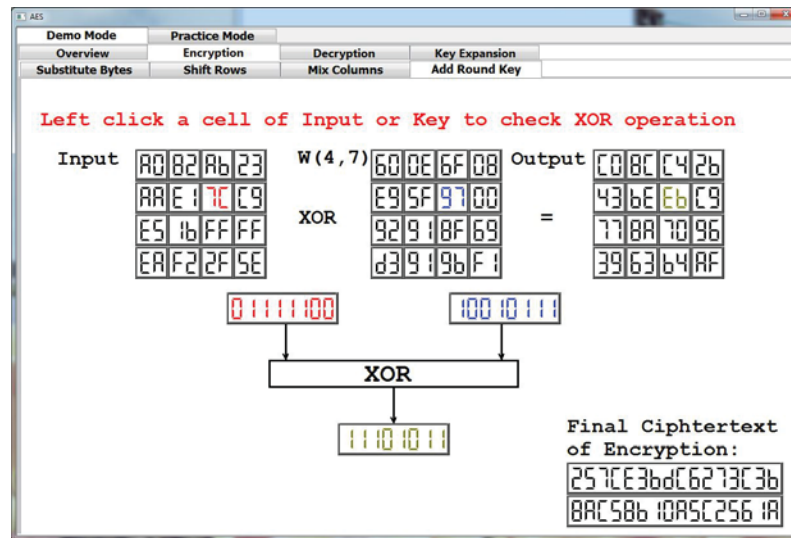 AES
Demo Mode Practice Mode
Overview Encryption Decryption Key Expansion
Substitute Bytes Shift Rows Mix Columns Add Round Key
Left click a cell of Input or Key to check XOR operation
Input A0 82 Ab 23 W(4,7) 60 0E 6F 08 Output C0 8C C4 2b
AA E1 7C C9 E9 5F 97 00 43 bE Eb C9
XOR =
E5 1b FF FF 92 91 8F 69 77 8A 70 96
EA F2 2F 5E d3 91 9b F1 39 63 b4 AF
01111100 10010111
XOR
11101011
Final Ciphtertext
of Encryption:
257CE3bdC6273C3b
8AC58b10A5C2561A